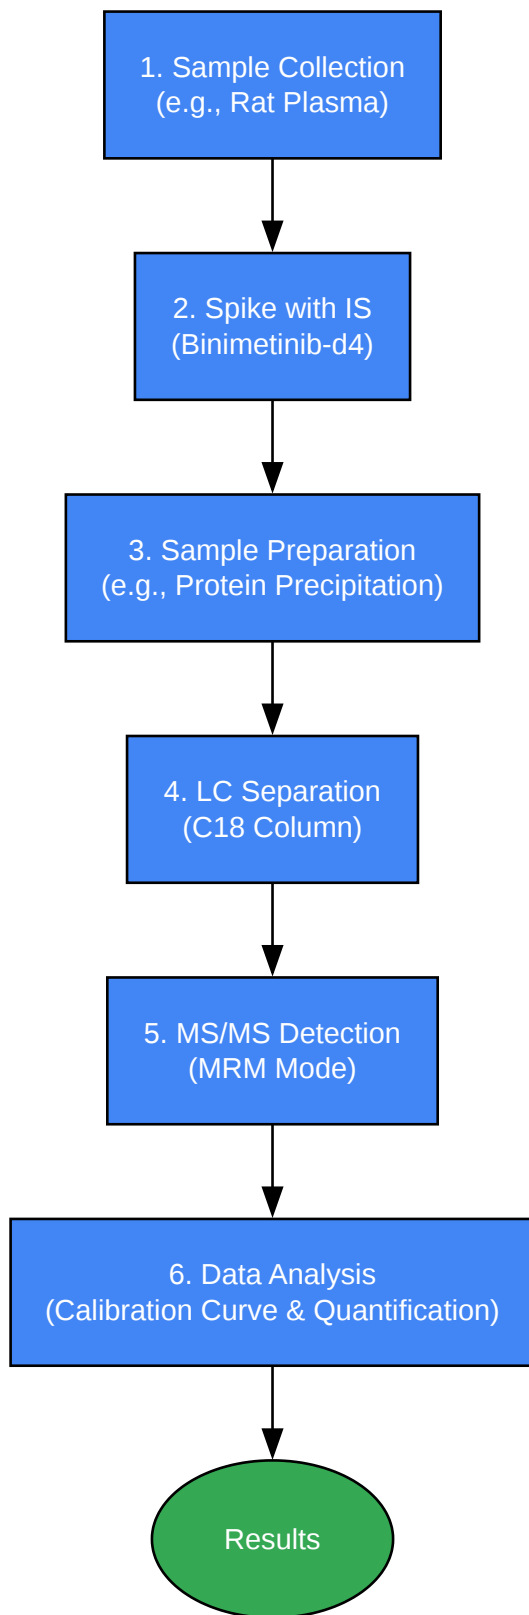 1. Sample Collection
(e.g., Rat Plasma)
2. Spike with IS
(Binimetinib-d4)
3. Sample Preparation
(e.g., Protein Precipitation)
4. LC Separation
(C18 Column)
5. MS/MS Detection
(MRM Mode)
6. Data Analysis
(Calibration Curve & Quantification)
Results